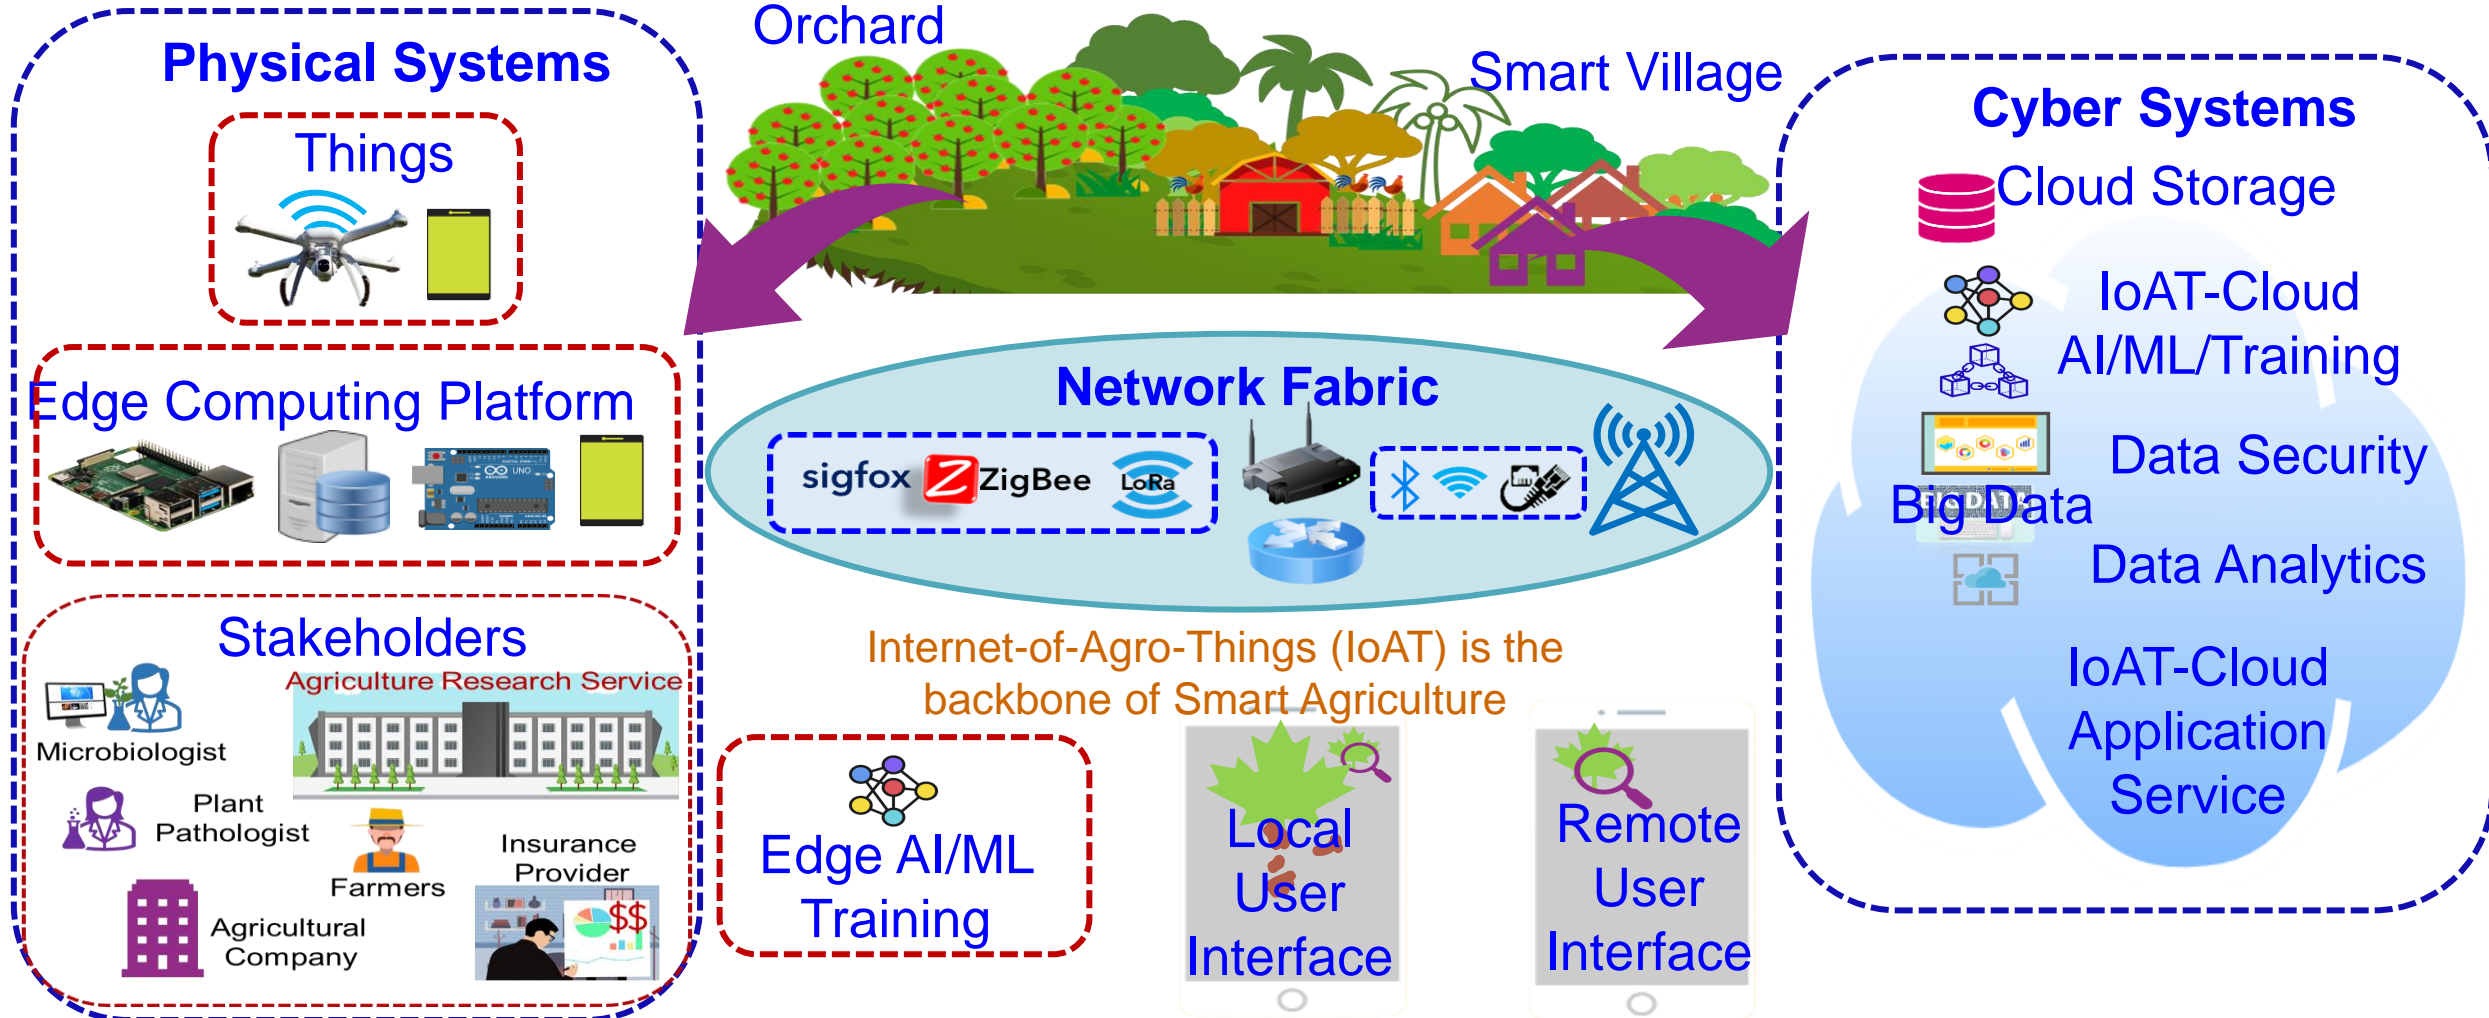 Physical Systems
Things
Edge Computing Platform
UNO
Stakeholders
Agriculture Research Service
Microbiologist
Plant
Pathologist
Farmers
Insurance
Provider
$$
Agricultural
Company
Orchard
Smart Village
Network Fabric
sigfox
Z ZigBee
LoRa
Internet-of-Agro-Things (IoAT) is the
backbone of Smart Agriculture
Edge AI/ML
Training
Local
User
Interface
Remote
User
Interface
Cyber Systems
Cloud Storage
IoAT-Cloud
AI/ML/Training
Data Security
BIG DATA
Big Data
Data Analytics
IoAT-Cloud
Application
Service